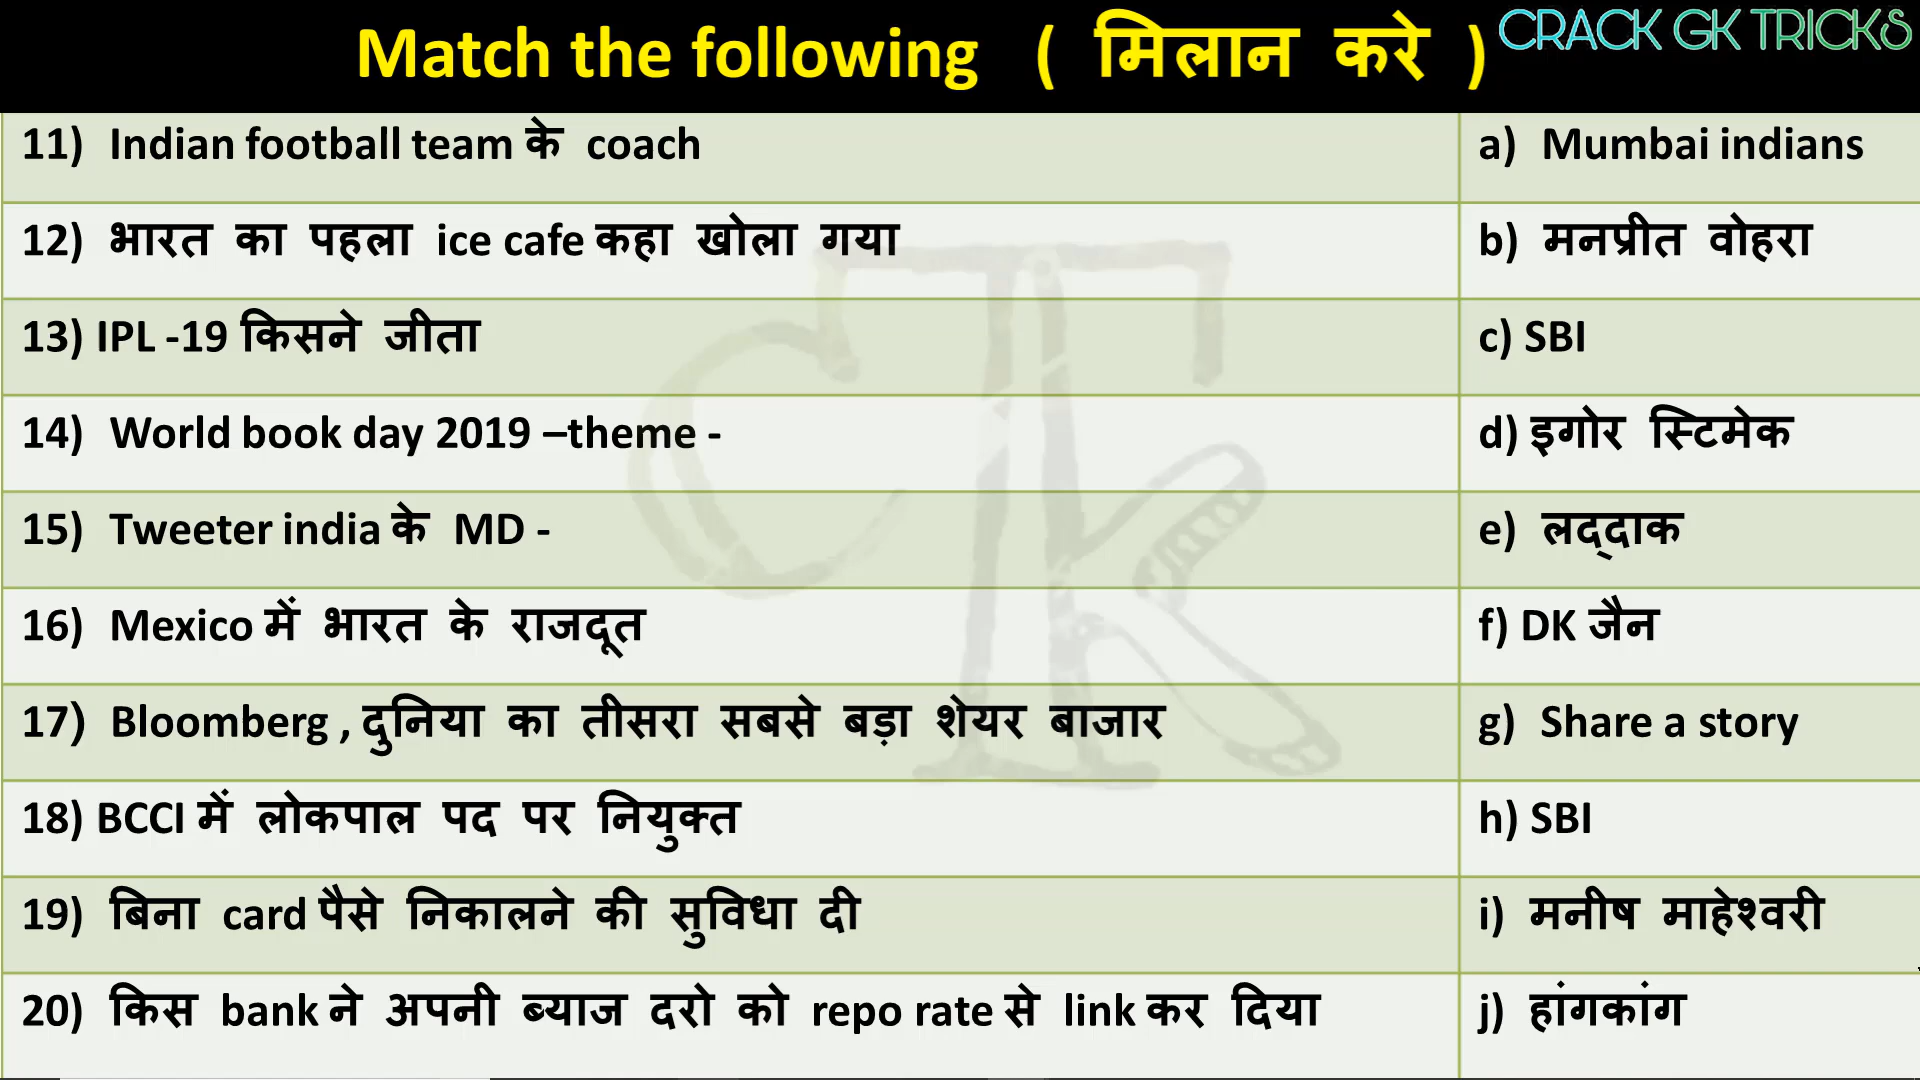 Match the following ( मिलान करे )
CRACK GK TRICKS
11) Indian football team के coach
a) Mumbai indians
12) भारत का पहला ice cafe कहा खोला गया
b) मनप्रीत वोहरा
13) IPL -19 किसने जीता
c) SBI
14) World book day 2019 –theme -
d) इगोर स्टिमेक
15) Tweeter india के MD -
e) लद्दाक
16) Mexico में भारत के राजदूत
f) DK जैन
17) Bloomberg , दुनिया का तीसरा सबसे बड़ा शेयर बाजार
g) Share a story
18) BCCI में लोकपाल पद पर नियुक्त
h) SBI
19) बिना card पैसे निकालने की सुविधा दी
i) मनीष माहेश्वरी
20) किस bank ने अपनी ब्याज दरो को repo rate से link कर दिया
j) हांगकांग
CTK